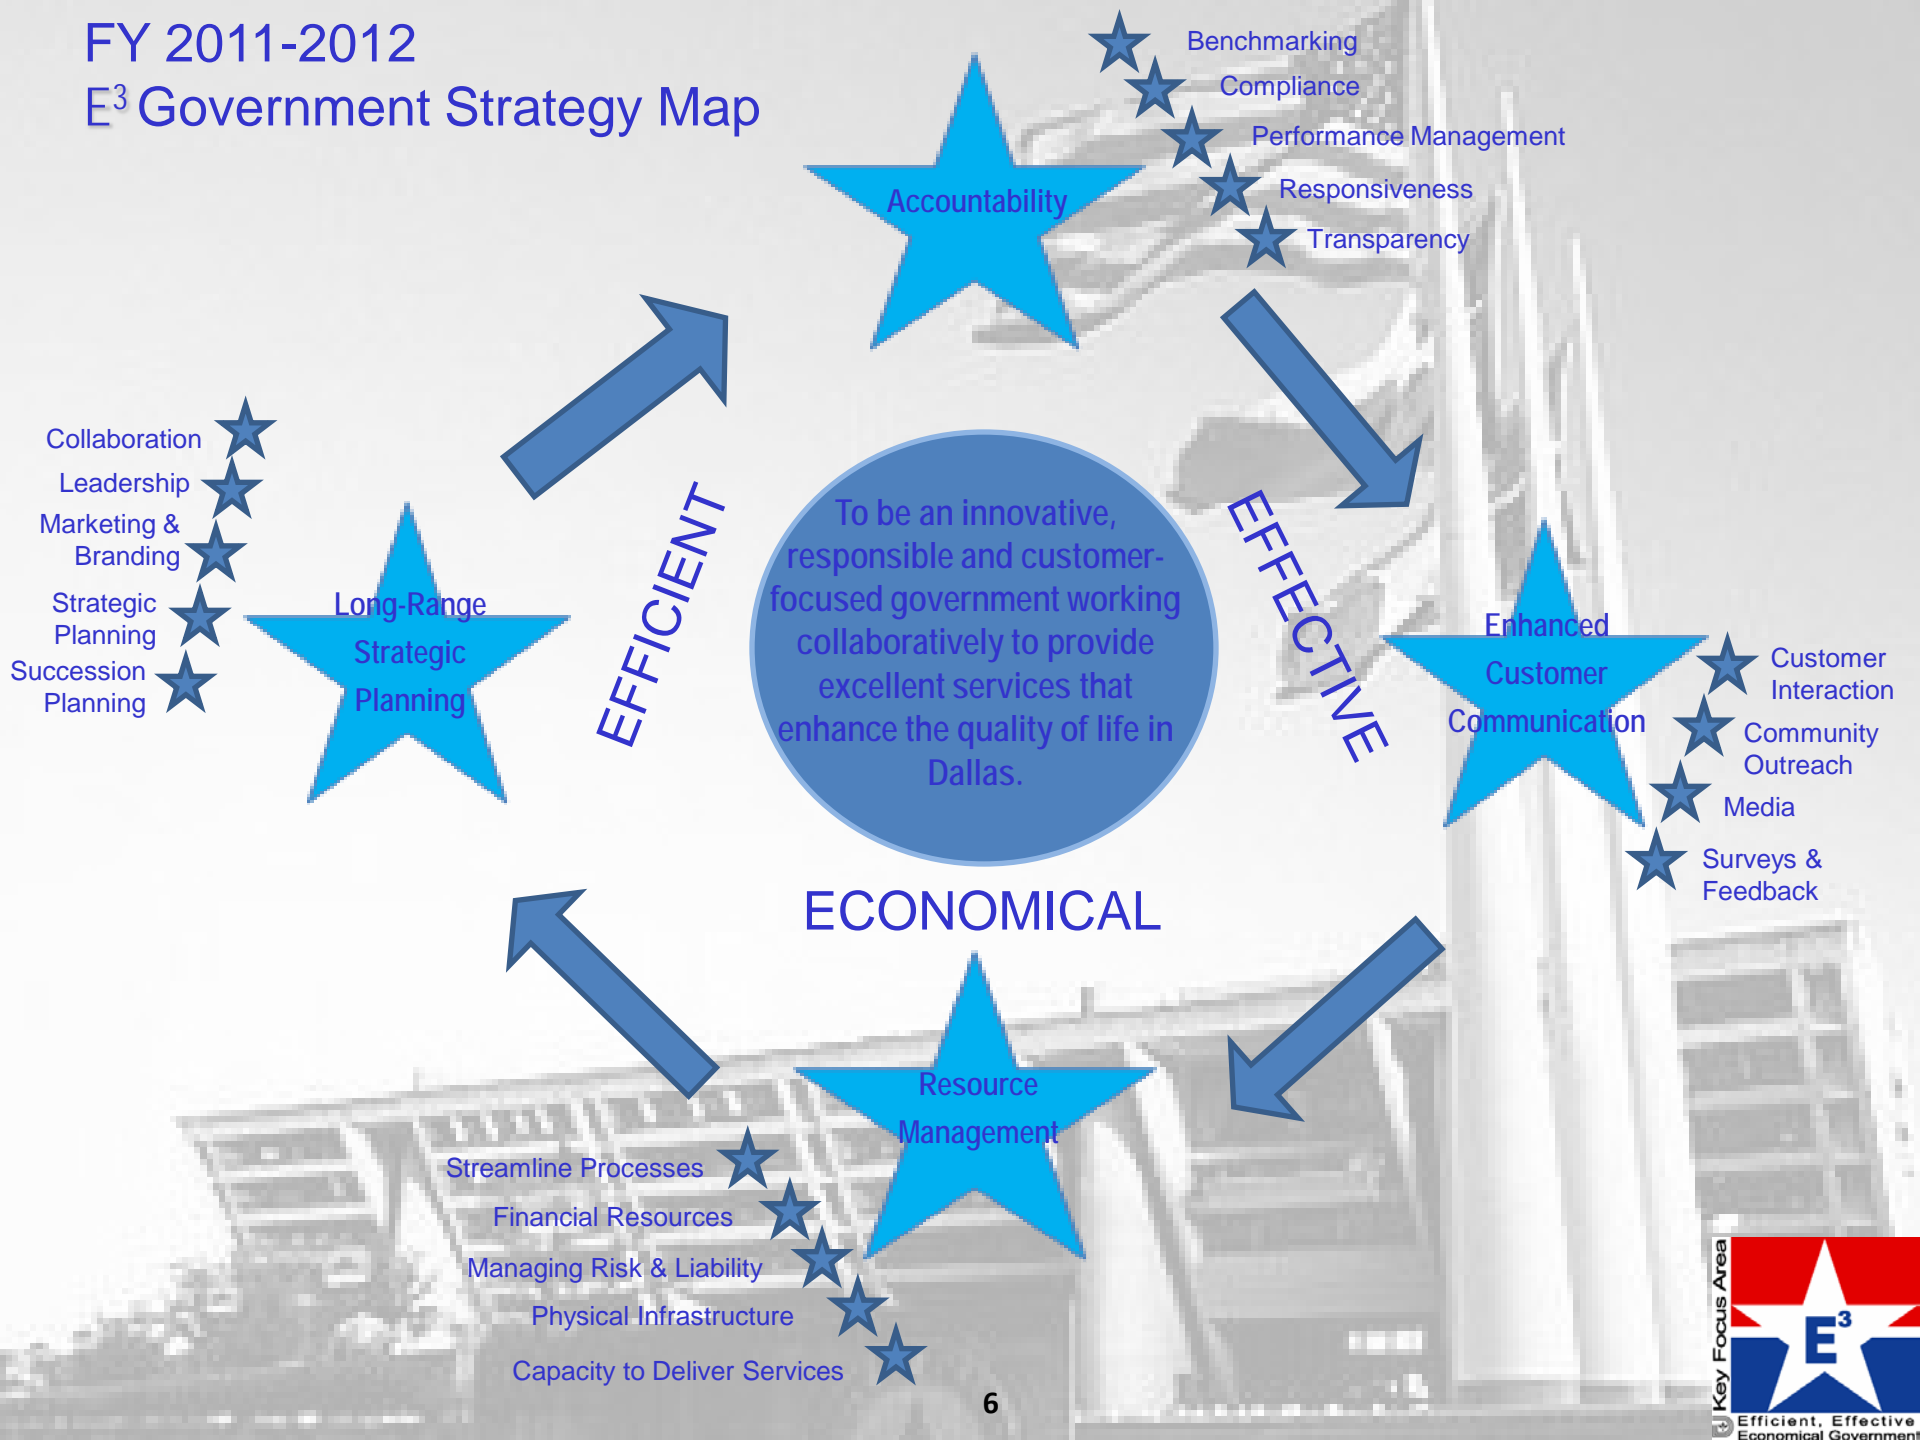 FY 2011-2012
E³ Government Strategy Map
Benchmarking
Compliance
Performance Management
Responsiveness
Transparency
Accountability
Collaboration
Leadership
Marketing &
Branding
Strategic
Planning
Succession
Planning
Long-Range
Strategic
Planning
EFFICIENT
To be an innovative,
responsible and customer-
focused government working
collaboratively to provide
excellent services that
enhance the quality of life in
Dallas.
EFFECTIVE
Enhanced
Customer
Communication
Customer
Interaction
Community
Outreach
Media
Surveys &
Feedback
ECONOMICAL
Resource
Management
Streamline Processes
Financial Resources
Managing Risk & Liability
Physical Infrastructure
Capacity to Deliver Services
6
Key Focus Area
E³
Efficient, Effective
Economical Government